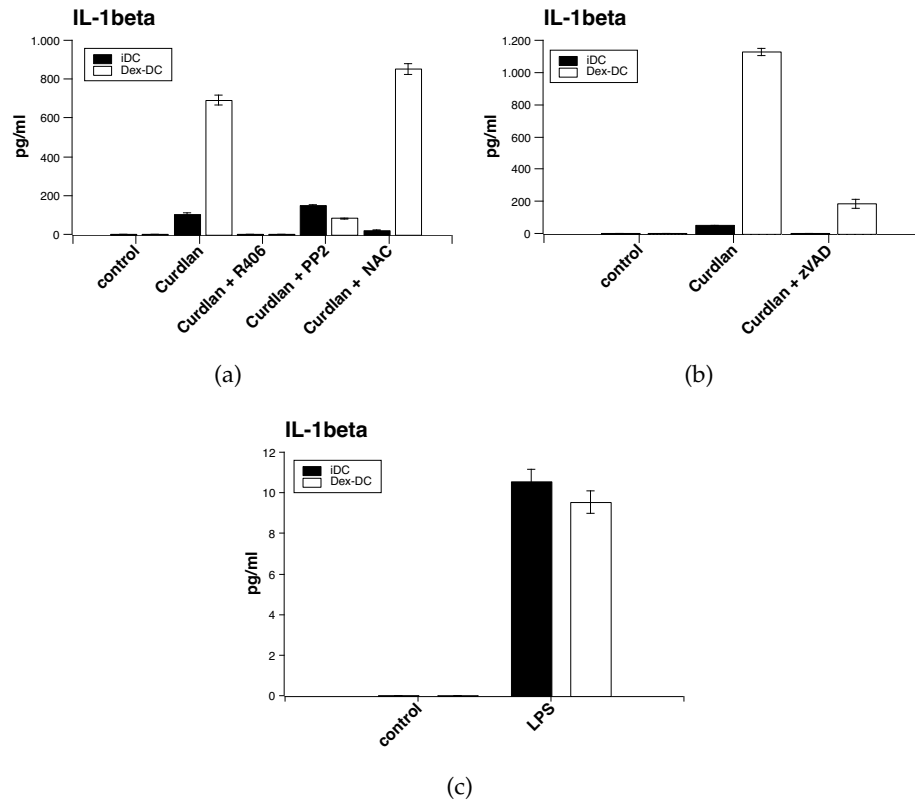 IL-1beta
1.000
800
600
400
200
0
pg/ml
iDC
Dex-DC
control
Curdlan
Curdlan + R406
Curdlan + PP2
Curdlan + NAC
(a)
IL-1beta
1.200
1.000
800
600
400
200
0
pg/ml
iDC
Dex-DC
control
Curdlan
Curdlan + zVAD
(b)
IL-1beta
12
10
8
6
4
2
0
pg/ml
iDC
Dex-DC
control
LPS
(c)